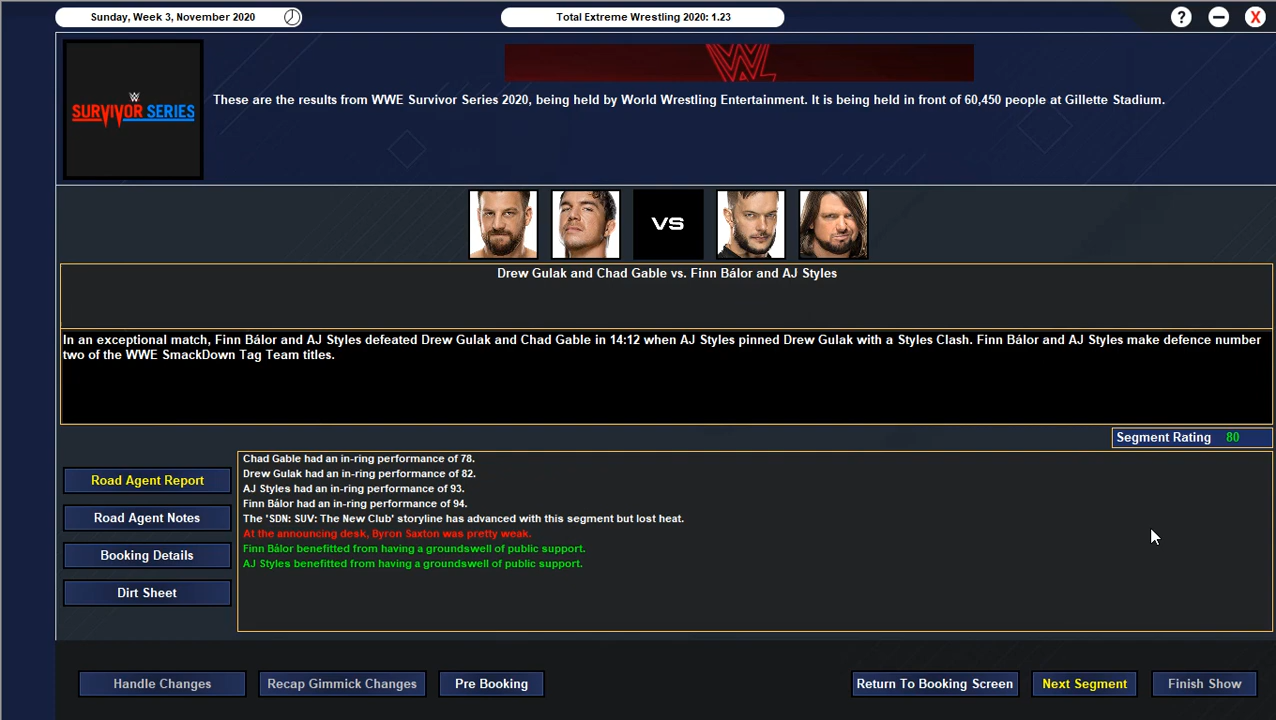 Sunday, Week 3, November 2020
Total Extreme Wrestling 2020: 1.23
?
X
W
SURVIVOR SERIES
These are the results from WWE Survivor Series 2020, being held by World Wrestling Entertainment. It is being held in front of 60,450 people at Gillette Stadium.
VS
Drew Gulak and Chad Gable vs. Finn Bálor and AJ Styles
In an exceptional match, Finn Bálor and AJ Styles defeated Drew Gulak and Chad Gable in 14:12 when AJ Styles pinned Drew Gulak with a Styles Clash. Finn Bálor and AJ Styles make defence number
two of the WWE SmackDown Tag Team titles.
Segment Rating 80
Road Agent Report
Road Agent Notes
Booking Details
Dirt Sheet
Chad Gable had an in-ring performance of 78.
Drew Gulak had an in-ring performance of 82.
AJ Styles had an in-ring performance of 93.
Finn Bálor had an in-ring performance of 94.
The 'SDN: SUV: The New Club' storyline has advanced with this segment but lost heat.
At the announcing desk, Byron Saxton was pretty weak.
Finn Bálor benefitted from having a groundswell of public support.
AJ Styles benefitted from having a groundswell of public support.
Handle Changes
Recap Gimmick Changes
Pre Booking
Return To Booking Screen
Next Segment
Finish Show